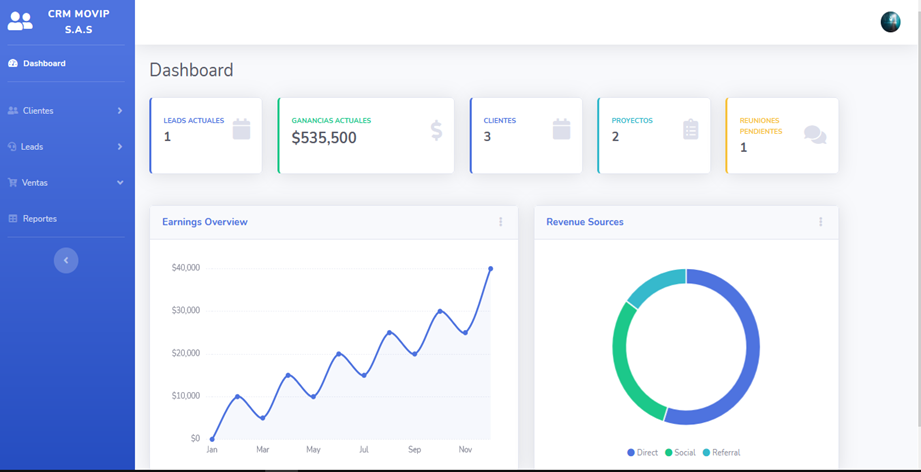 CRM MOVIP
S.A.S
Dashboard
Clientes
Leads
Ventas
Reportes
Dashboard
LEADS ACTUALES
1
GANANCIAS ACTUALES
$535,500
CLIENTES
3
PROYECTOS
2
REUNIONES
PENDIENTES
1
Earnings Overview
$40,000
$30,000
$20,000
$10,000
$0
Jan Mar May Jul Sep Nov
Revenue Sources
Direct Social Referral